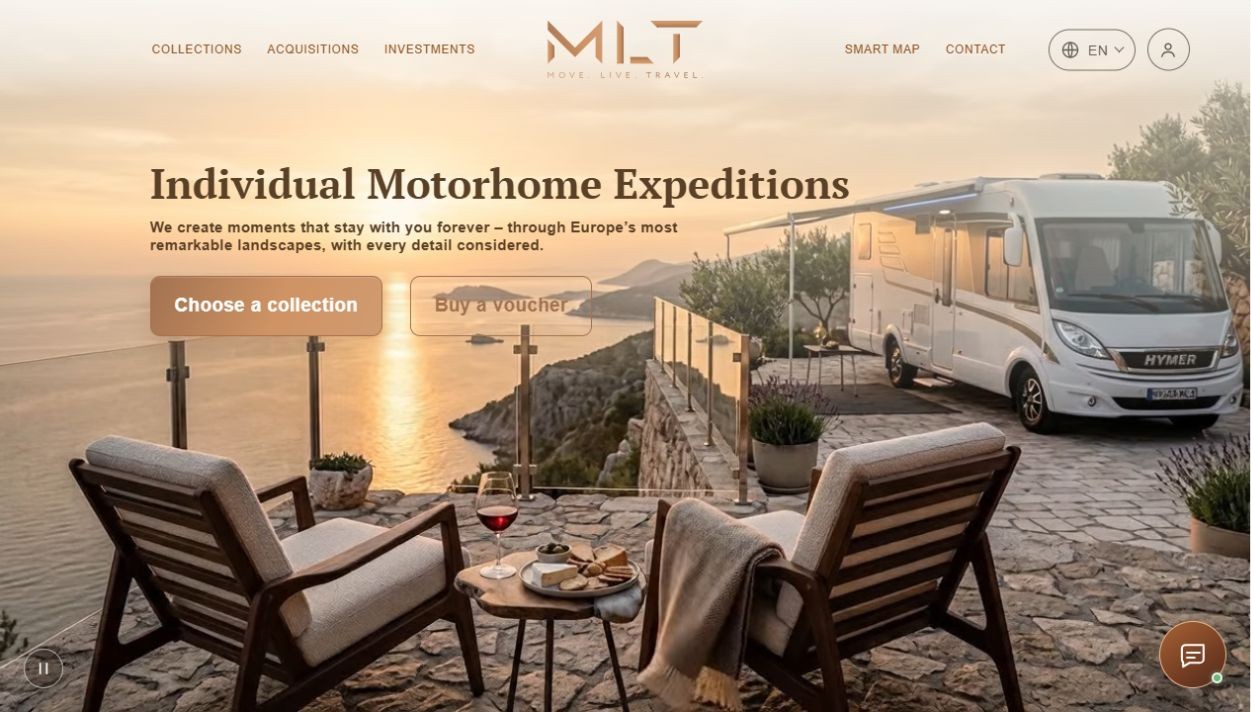 COLLECTIONS ACQUISITIONS INVESTMENTS
MLT
MOVE. LIVE. TRAVEL.
SMART MAP CONTACT EN
Individual Motorhome Expeditions
We create moments that stay with you forever – through Europe's most
remarkable landscapes, with every detail considered.
Choose a collection Buy a voucher
HYMER